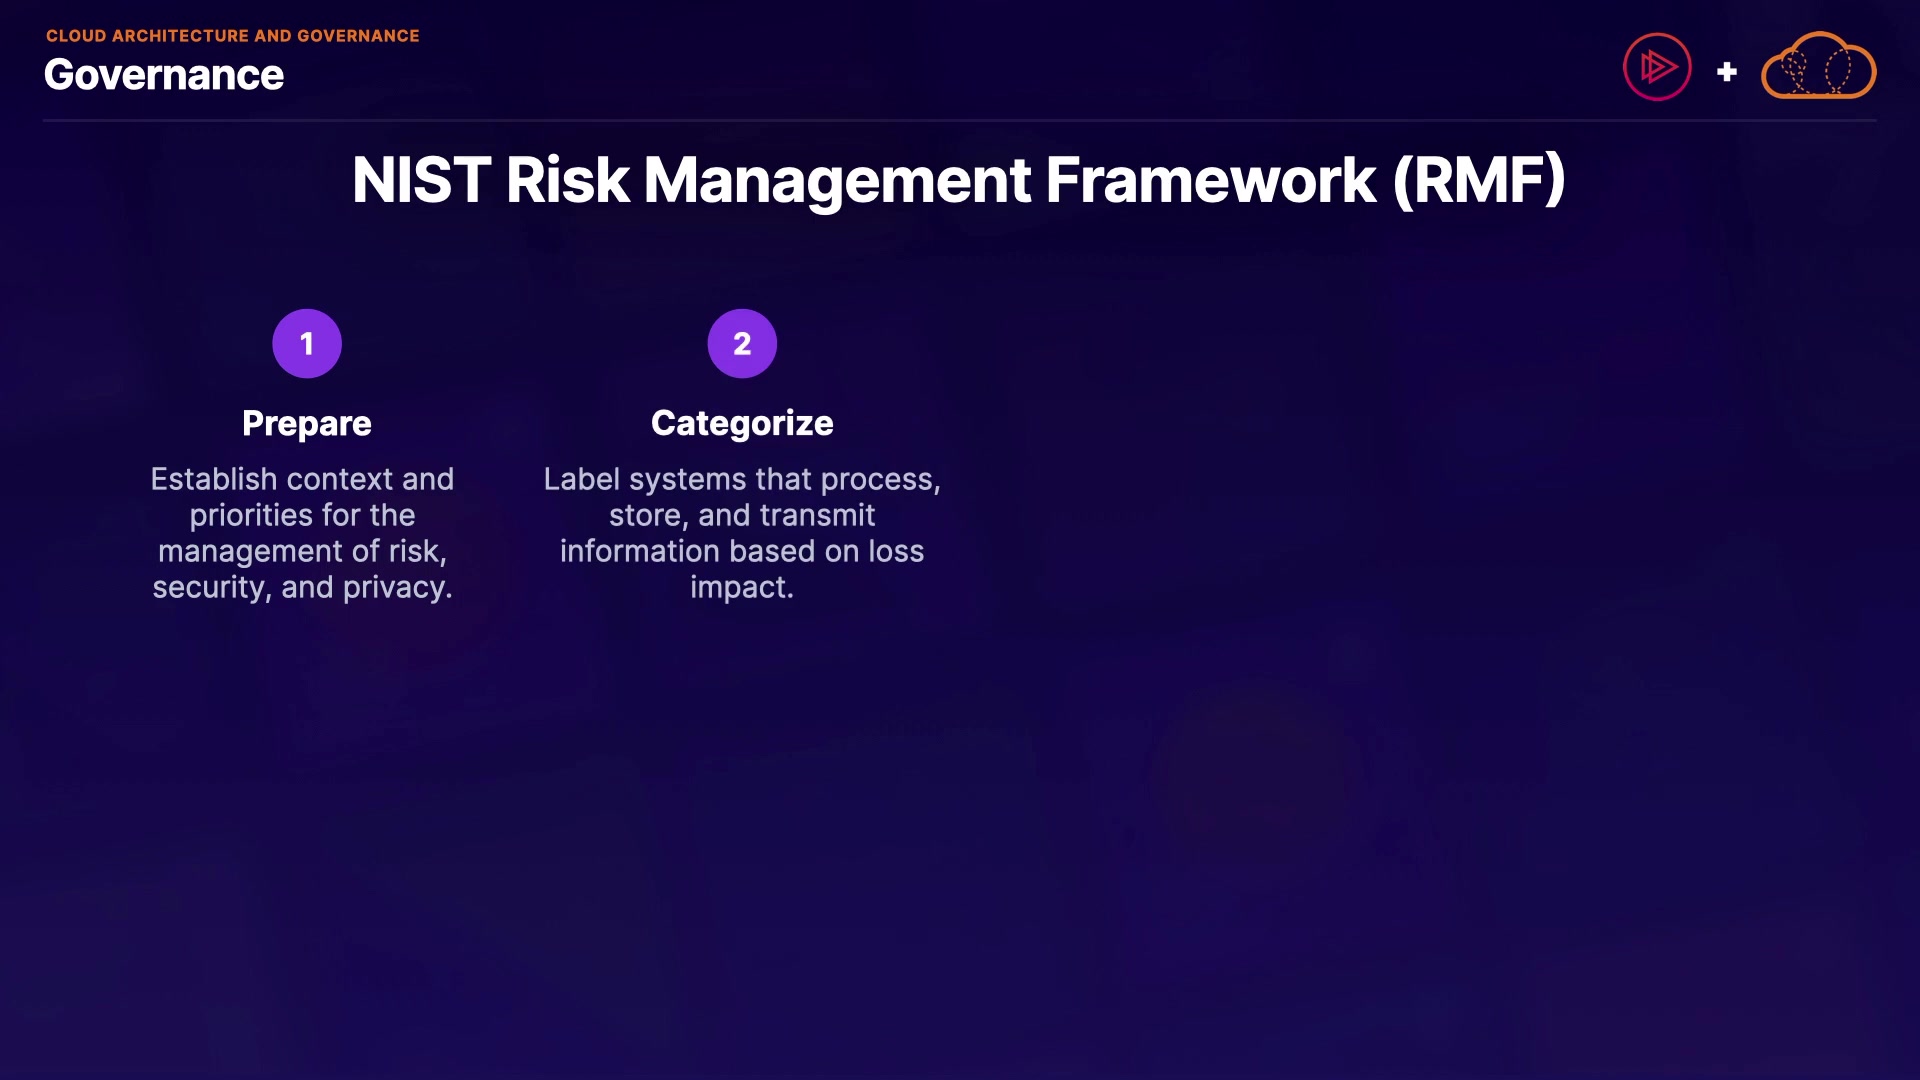 CLOUD ARCHITECTURE AND GOVERNANCE
Governance
NIST Risk Management Framework (RMF)
1
Prepare
Establish context and
priorities for the
management of risk,
security, and privacy.
2
Categorize
Label systems that process,
store, and transmit
information based on loss
impact.